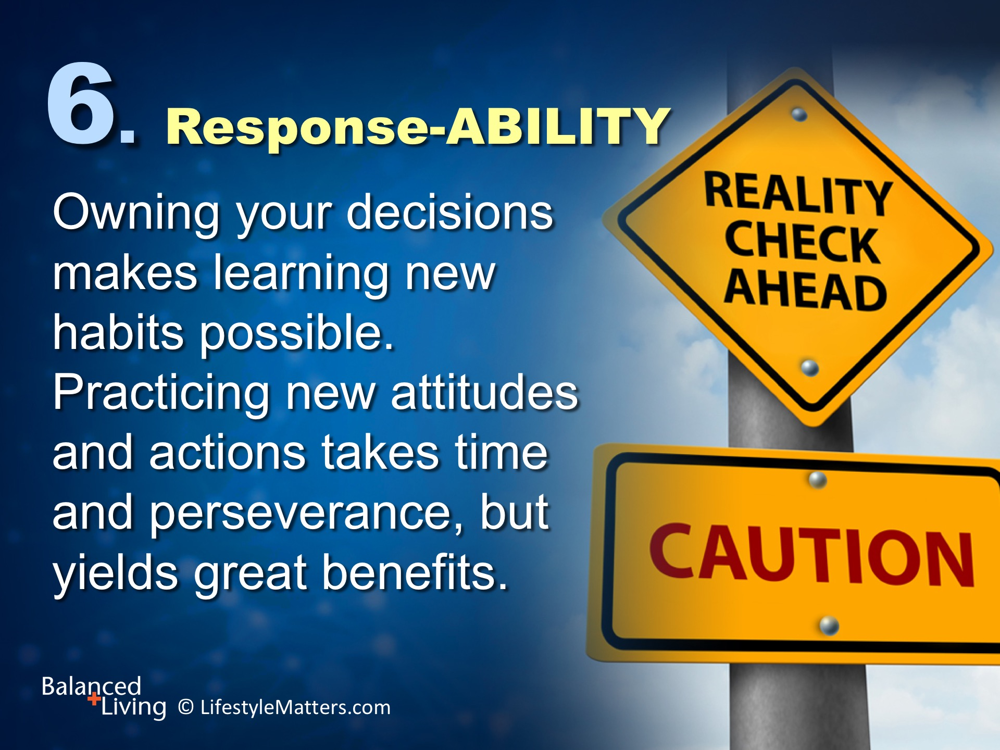 6. Response-ABILITY
Owning your decisions
makes learning new
habits possible.
Practicing new attitudes
and actions takes time
and perseverance, but
yields great benefits.
REALITY
CHECK
AHEAD
CAUTION
Balanced
Living © LifestyleMatters.com